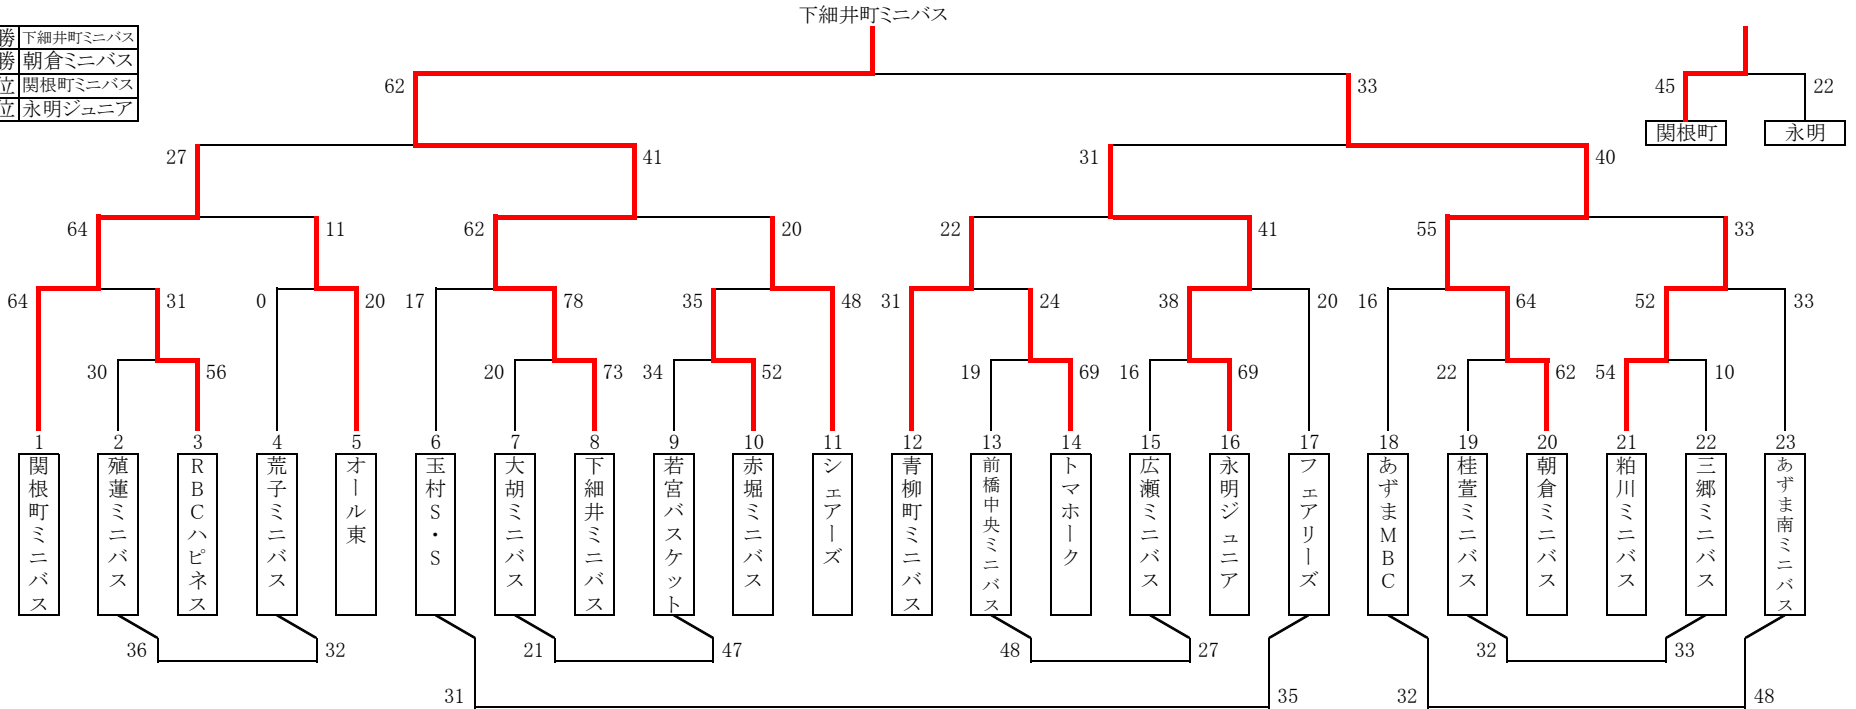 下細井町ミニバス
勝 下細井町ミニバス
勝 朝倉ミニバス
位 関根町ミニバス
位 永明ジュニア
62 33
45 22
関根町 永明
27 41 31 40
64 11 62 20 22 41 55 33
64 31 0 20 17 78 35 48 31 24 38 20 16 64 52 33
30 56 20 73 34 52 19 69 16 69 22 62 54 10
1 2 3 4 5 6 7 8 9 10 11 12 13 14 15 16 17 18 19 20 21 22 23
関根町ミニバス
殖蓮ミニバス
RBCハピネス
荒子ミニバス
オール東
玉村S・S
大胡ミニバス
下細井ミニバス
若宮バスケット
赤堀ミニバス
シェアーズ
青柳町ミニバス
前橋中央ミニバス
トマホーク
広瀬ミニバス
永明ジュニア
フェアリーズ
あずまMBC
桂萱ミニバス
朝倉ミニバス
粕川ミニバス
三郷ミニバス
あずま南ミニバス
36 32 21 47 48 27 32 33
31 35 32 48